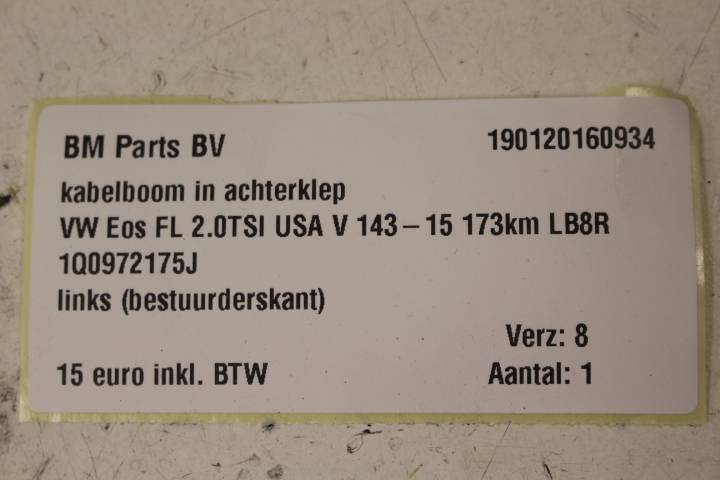 BM Parts BV 190120160934
kabelboom in achterklep
VW Eos FL 2.0TSI USA V 143 – 15 173km LB8R
1Q0972175J
links (bestuurderskant)
Verz: 8
15 euro inkl. BTW Aantal: 1